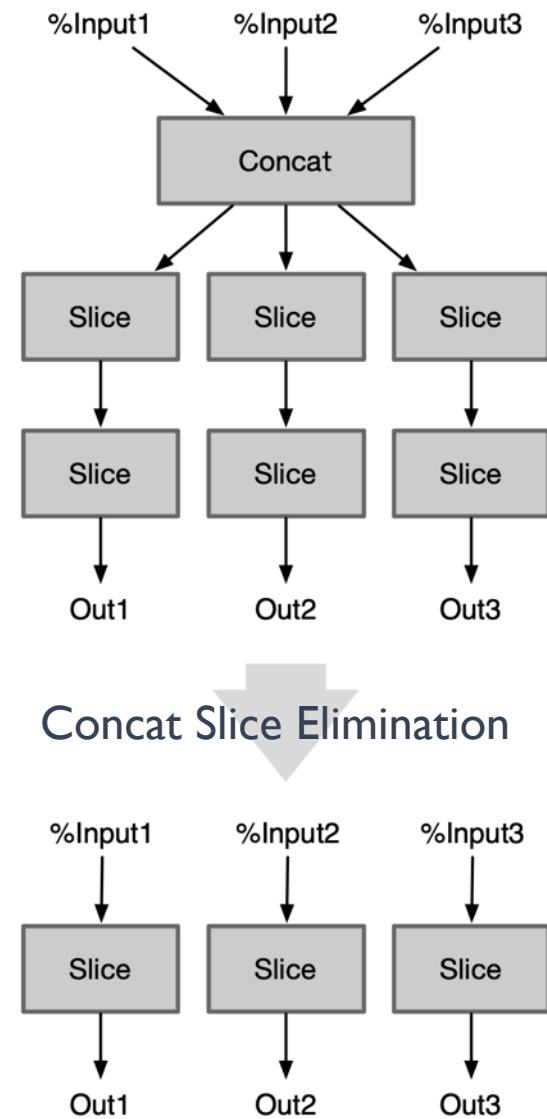 %Input1 %Input2 %Input3
Concat
Slice Slice Slice
Slice Slice Slice
Out1 Out2 Out3
Concat Slice Elimination
%Input1 %Input2 %Input3
Slice Slice Slice
Out1 Out2 Out3